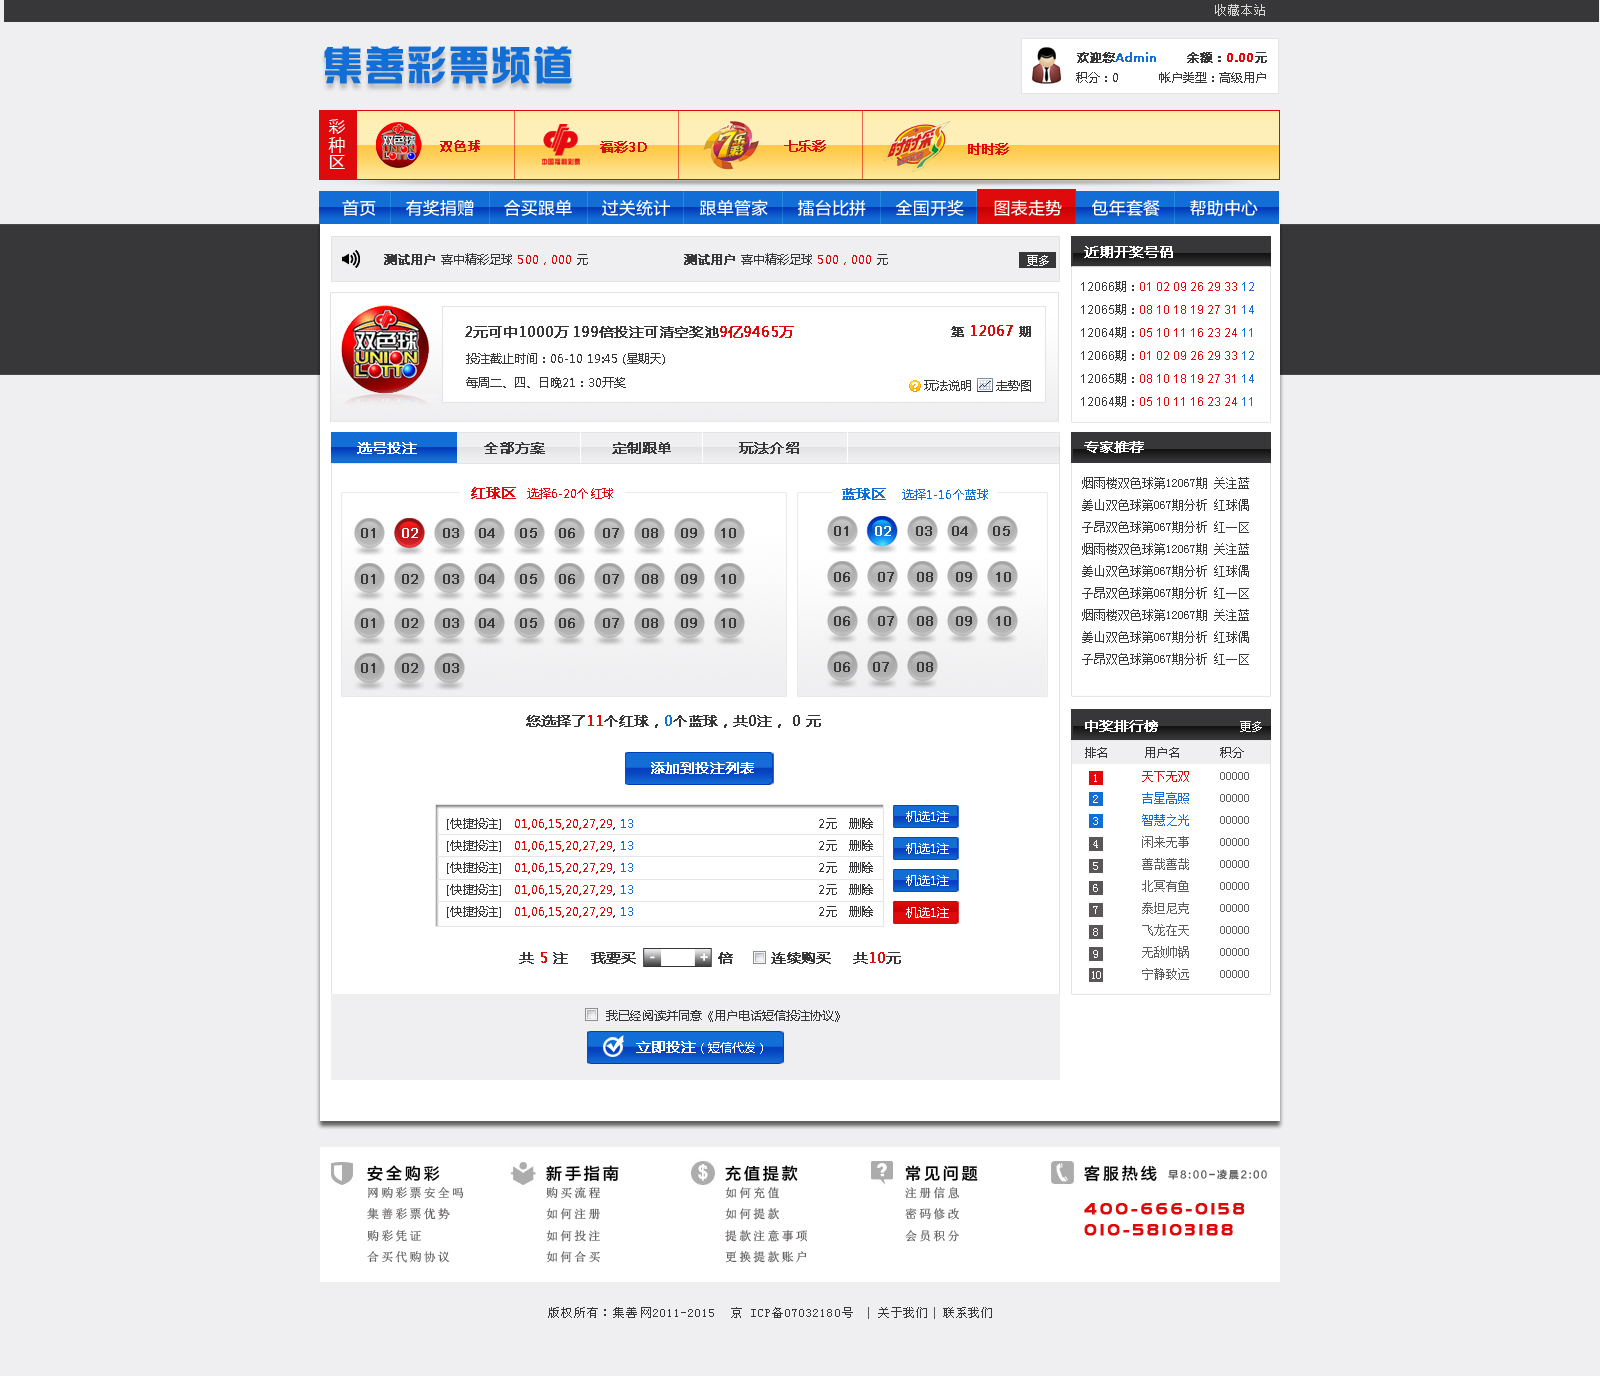 收藏本站
集善彩票频道
欢迎您Admin 余额：0.00元
积分：0 帐户类型：高级用户
彩种区
双色球 UNION LOTTO 双色球
中国福利彩票 福彩3D
7乐彩 七乐彩
时时彩 时时彩
首页 有奖捐赠 合买跟单 过关统计 跟单管家 擂台比拼 全国开奖 图表走势 包年套餐 帮助中心
测试用户 喜中精彩足球 500，000 元 测试用户 喜中精彩足球 500，000 元 更多
双色球
UNION
LOTTO
2元可中1000万 199倍投注可清空奖池9亿9465万 第 12067 期
投注截止时间：06-10 19:45 (星期天)
每周二、四、日晚21：30开奖
玩法说明 走势图
选号投注 全部方案 定制跟单 玩法介绍
红球区 选择6-20个红球
01 02 03 04 05 06 07 08 09 10
01 02 03 04 05 06 07 08 09 10
01 02 03 04 05 06 07 08 09 10
01 02 03
蓝球区 选择1-16个蓝球
01 02 03 04 05
06 07 08 09 10
06 07 08 09 10
06 07 08
您选择了11个红球，0个蓝球，共0注， 0 元
添加到投注列表
[快捷投注] 01,06,15,20,27,29, 13 2元 删除
[快捷投注] 01,06,15,20,27,29, 13 2元 删除
[快捷投注] 01,06,15,20,27,29, 13 2元 删除
[快捷投注] 01,06,15,20,27,29, 13 2元 删除
[快捷投注] 01,06,15,20,27,29, 13 2元 删除
机选1注
机选1注
机选1注
机选1注
共 5 注 我要买 - + 倍 连续购买 共10元
我已经阅读并同意《用户电话短信投注协议》
立即投注（短信代发）
近期开奖号码
12066期：01 02 09 26 29 33 12
12065期：08 10 18 19 27 31 14
12064期：05 10 11 16 23 24 11
12066期：01 02 09 26 29 33 12
12065期：08 10 18 19 27 31 14
12064期：05 10 11 16 23 24 11
专家推荐
烟雨楼双色球第12067期 关注蓝
姜山双色球第067期分析 红球偶
子昂双色球第067期分析 红一区
烟雨楼双色球第12067期 关注蓝
姜山双色球第067期分析 红球偶
子昂双色球第067期分析 红一区
烟雨楼双色球第12067期 关注蓝
姜山双色球第067期分析 红球偶
子昂双色球第067期分析 红一区
中奖排行榜 更多
排名 用户名 积分
1 天下无双 00000
2 吉星高照 00000
3 智慧之光 00000
4 闲来无事 00000
5 善哉善哉 00000
6 北冥有鱼 00000
7 泰坦尼克 00000
8 飞龙在天 00000
9 无敌帅锅 00000
10 宁静致远 00000
安全购彩
网购彩票安全吗
集善彩票优势
购彩凭证
合买代购协议
新手指南
购买流程
如何注册
如何投注
如何合买
充值提款
如何充值
如何提款
提款注意事项
更换提款账户
常见问题
注册信息
密码修改
会员积分
客服热线 早8:00-凌晨2:00
400-666-0158
010-58103188
版权所有：集善网2011-2015 京 ICP备07032180号 | 关于我们 | 联系我们